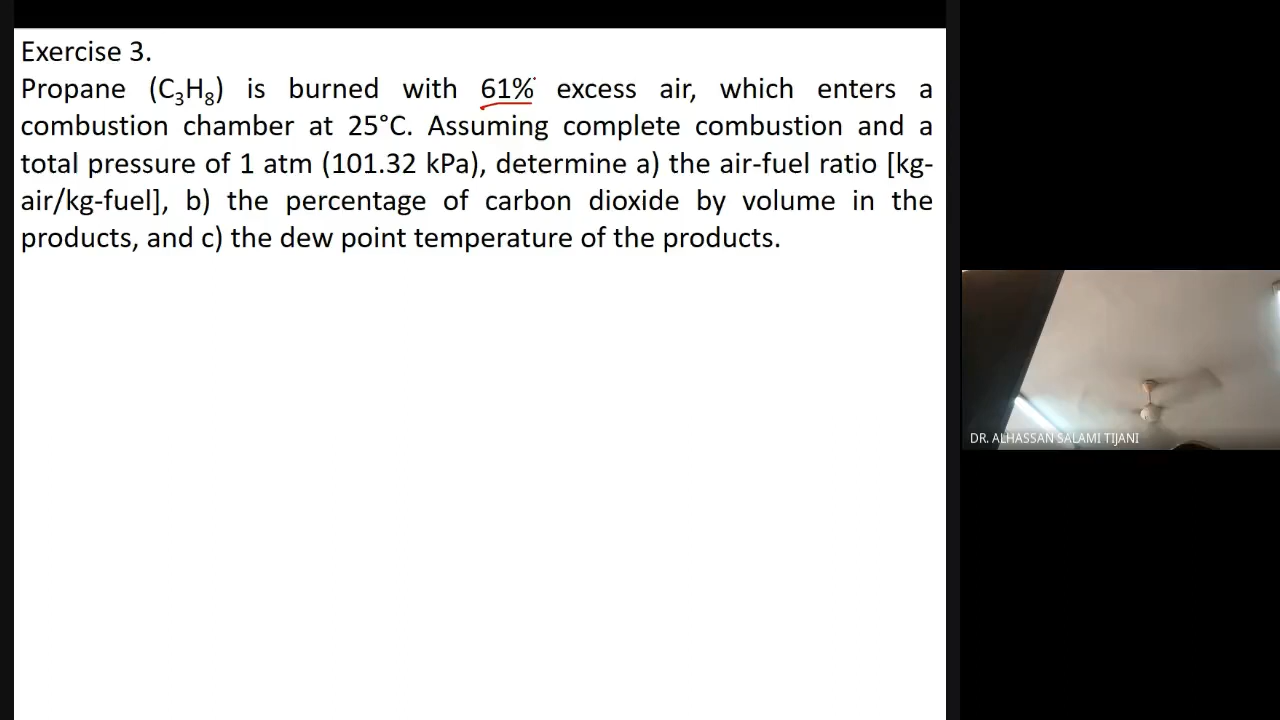 Exercise 3.
Propane (C₃H₈) is burned with 61% excess air, which enters a
combustion chamber at 25°C. Assuming complete combustion and a
total pressure of 1 atm (101.32 kPa), determine a) the air-fuel ratio [kg-
air/kg-fuel], b) the percentage of carbon dioxide by volume in the
products, and c) the dew point temperature of the products.
DR. ALHASSAN SALAMI TIJANI